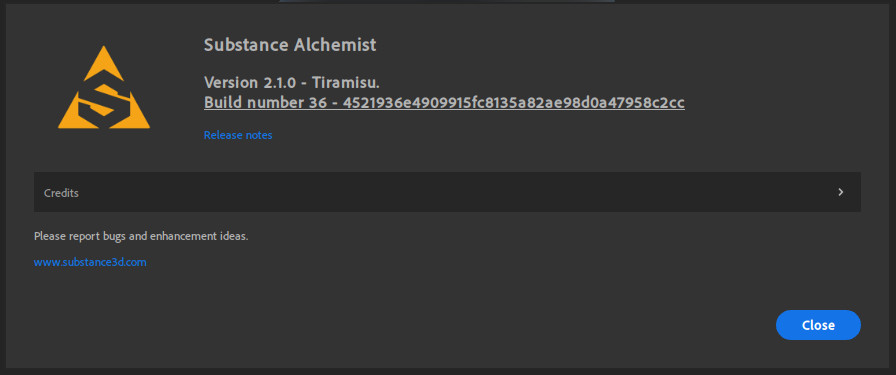 Substance Alchemist
Version 2.1.0 - Tiramisu.
Build number 36 - 4521936e4909915fc8135a82ae98d0a47958c2cc
Release notes
Credits
Please report bugs and enhancement ideas.
www.substance3d.com
Close